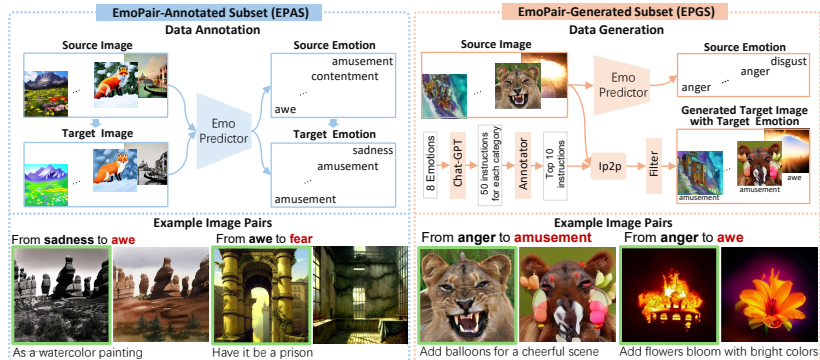 EmoPair-Annotated Subset (EPAS)
Data Annotation
Source Image
Source Emotion
amusement
contentment
...
awe
Emo
Predictor
Target Image
Target Emotion
sadness
amusement
...
amusement
Example Image Pairs
From sadness to awe
From awe to fear
As a watercolor painting
Have it be a prison
EmoPair-Generated Subset (EPGS)
Data Generation
Source Image
Source Emotion
disgust
anger
...
anger
Emo
Predictor
Generated Target Image
with Target Emotion
8 Emotions
Chat-GPT
50 instructions
for each category
Annotator
Top 10
instructions
Ip2p
Filter
amusement
amusement
awe
Example Image Pairs
From anger to amusement
From anger to awe
Add balloons for a cheerful scene
Add flowers bloom with bright colors